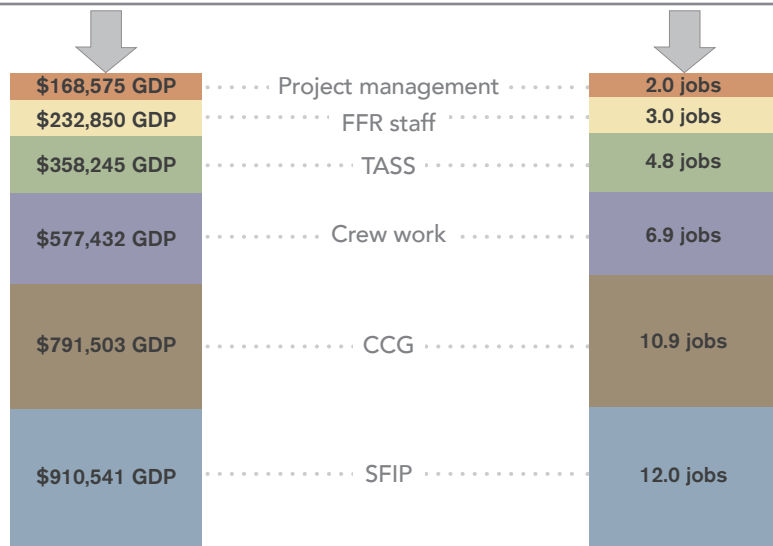 $168,575 GDP Project management 2.0 jobs
$232,850 GDP FFR staff 3.0 jobs
$358,245 GDP TASS 4.8 jobs
$577,432 GDP Crew work 6.9 jobs
$791,503 GDP CCG 10.9 jobs
$910,541 GDP SFIP 12.0 jobs